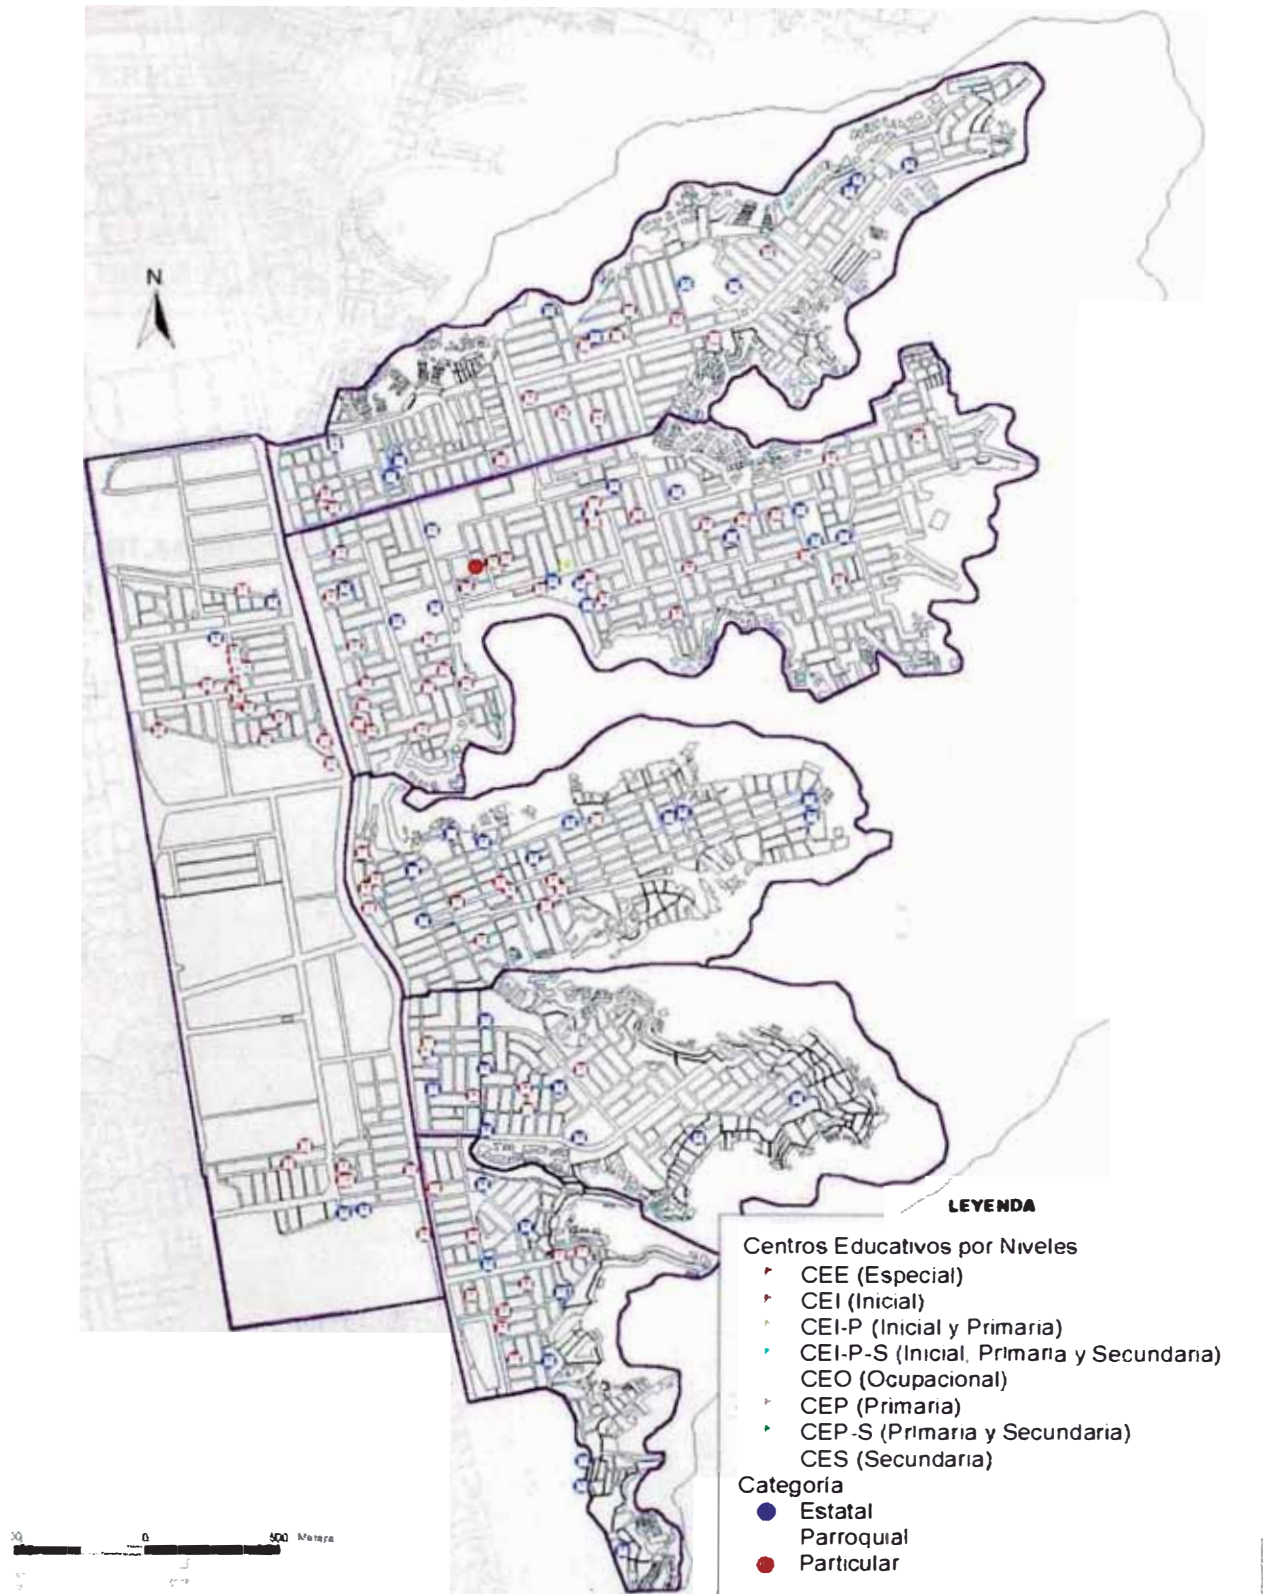 N
LEYENDA
Centros Educativos por Niveles
CEE (Especial)
CEI (Inicial)
CEI-P (Inicial y Primaria)
CEI-P-S (Inicial, Primaria y Secundaria)
CEO (Ocupacional)
CEP (Primaria)
CEP-S (Primaria y Secundaria)
CES (Secundaria)
Categoría
Estatal
Parroquial
Particular
0 500